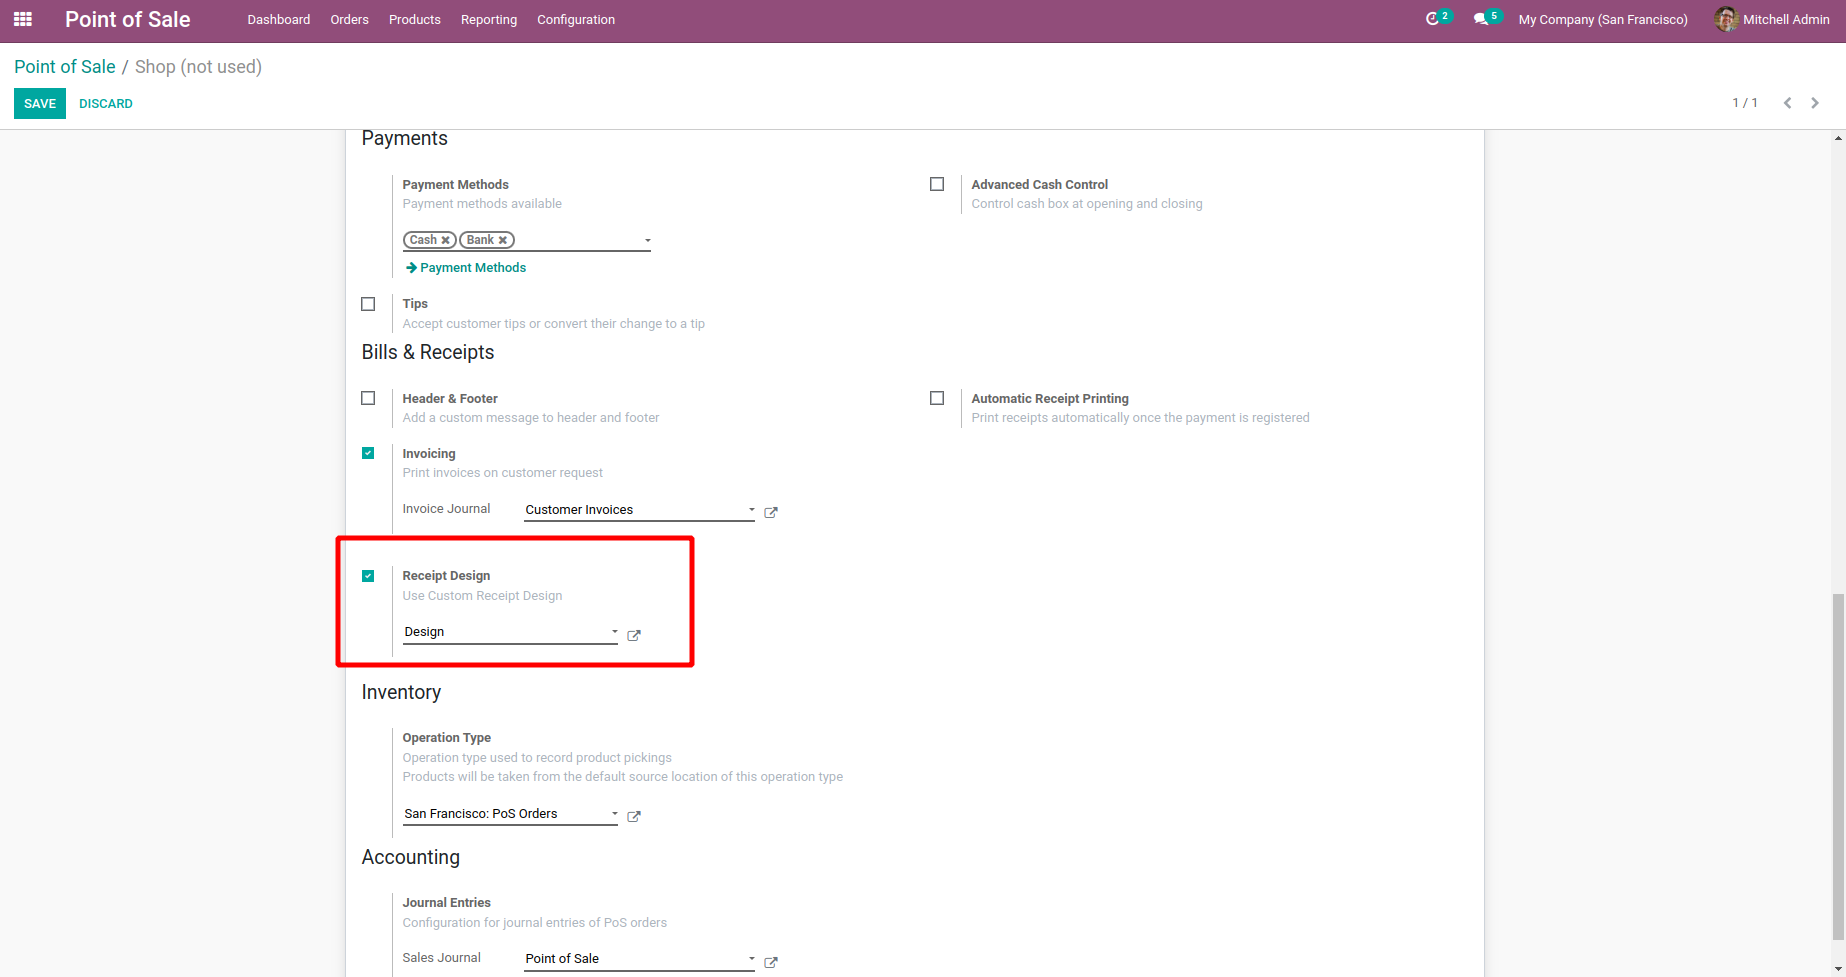 Point of Sale Dashboard Orders Products Reporting Configuration 2 5 My Company (San Francisco) Mitchell Admin
Point of Sale / Shop (not used)
SAVE DISCARD 1 / 1
Payments
Payment Methods
Payment methods available
Cash Bank
Payment Methods
Advanced Cash Control
Control cash box at opening and closing
Tips
Accept customer tips or convert their change to a tip
Bills & Receipts
Header & Footer
Add a custom message to header and footer
Automatic Receipt Printing
Print receipts automatically once the payment is registered
Invoicing
Print invoices on customer request
Invoice Journal Customer Invoices
Receipt Design
Use Custom Receipt Design
Design
Inventory
Operation Type
Operation type used to record product pickings
Products will be taken from the default source location of this operation type
San Francisco: PoS Orders
Accounting
Journal Entries
Configuration for journal entries of PoS orders
Sales Journal Point of Sale